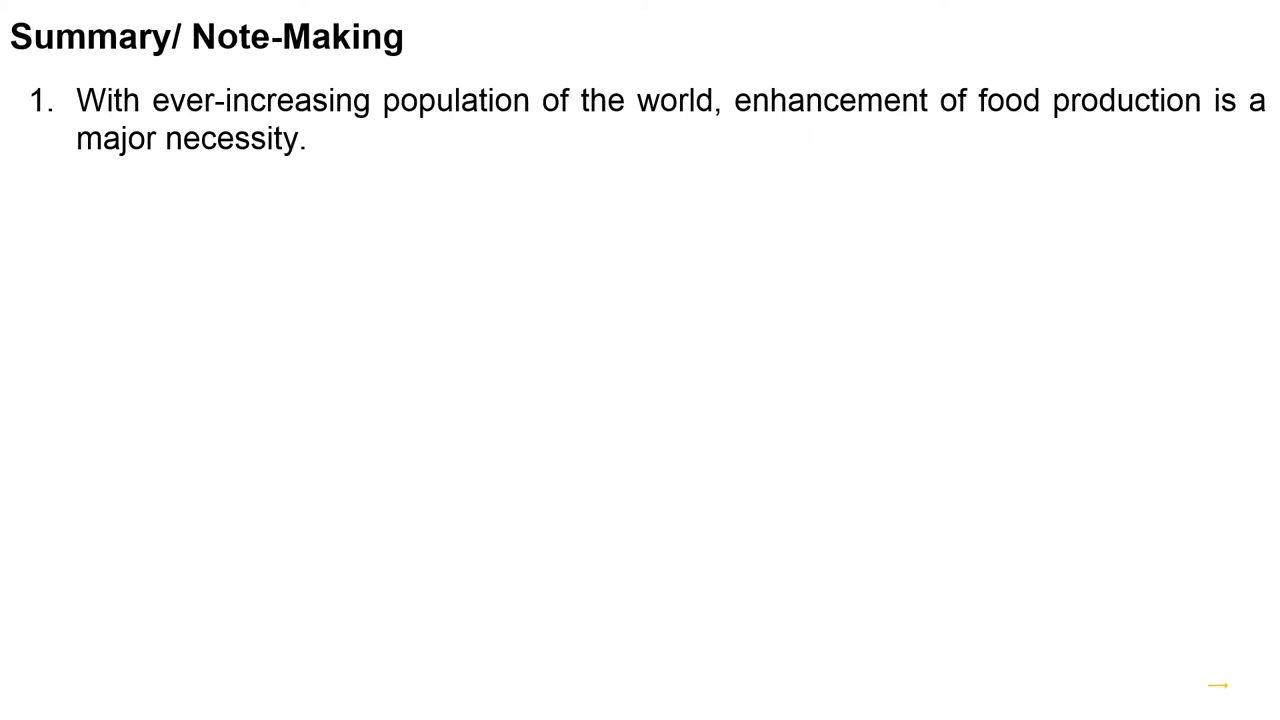 Summary/ Note-Making
1. With ever-increasing population of the world, enhancement of food production is a
major necessity.